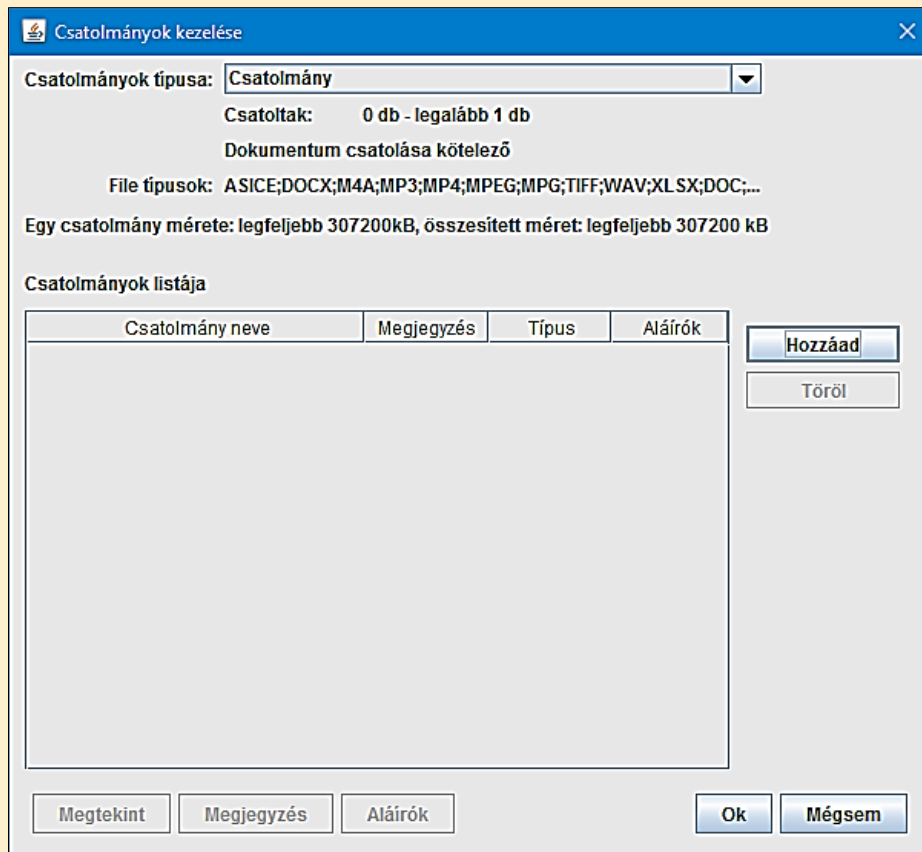 Csatolmányok kezelése
Csatolmányok típusa: Csatolmány
Csatoltak: 0 db - legalább 1 db
Dokumentum csatolása kötelező
File típusok: ASICE;DOCX;M4A;MP3;MP4;MPEG;MPG;TIFF;WAV;XLSX;DOC;...
Egy csatolmány mérete: legfeljebb 307200kB, összesített méret: legfeljebb 307200 kB
Csatolmányok listája
Csatolmány neve Megjegyzés Típus Aláírók
Hozzáad
Töröl
Megtekint Megjegyzés Aláírók Ok Mégsem